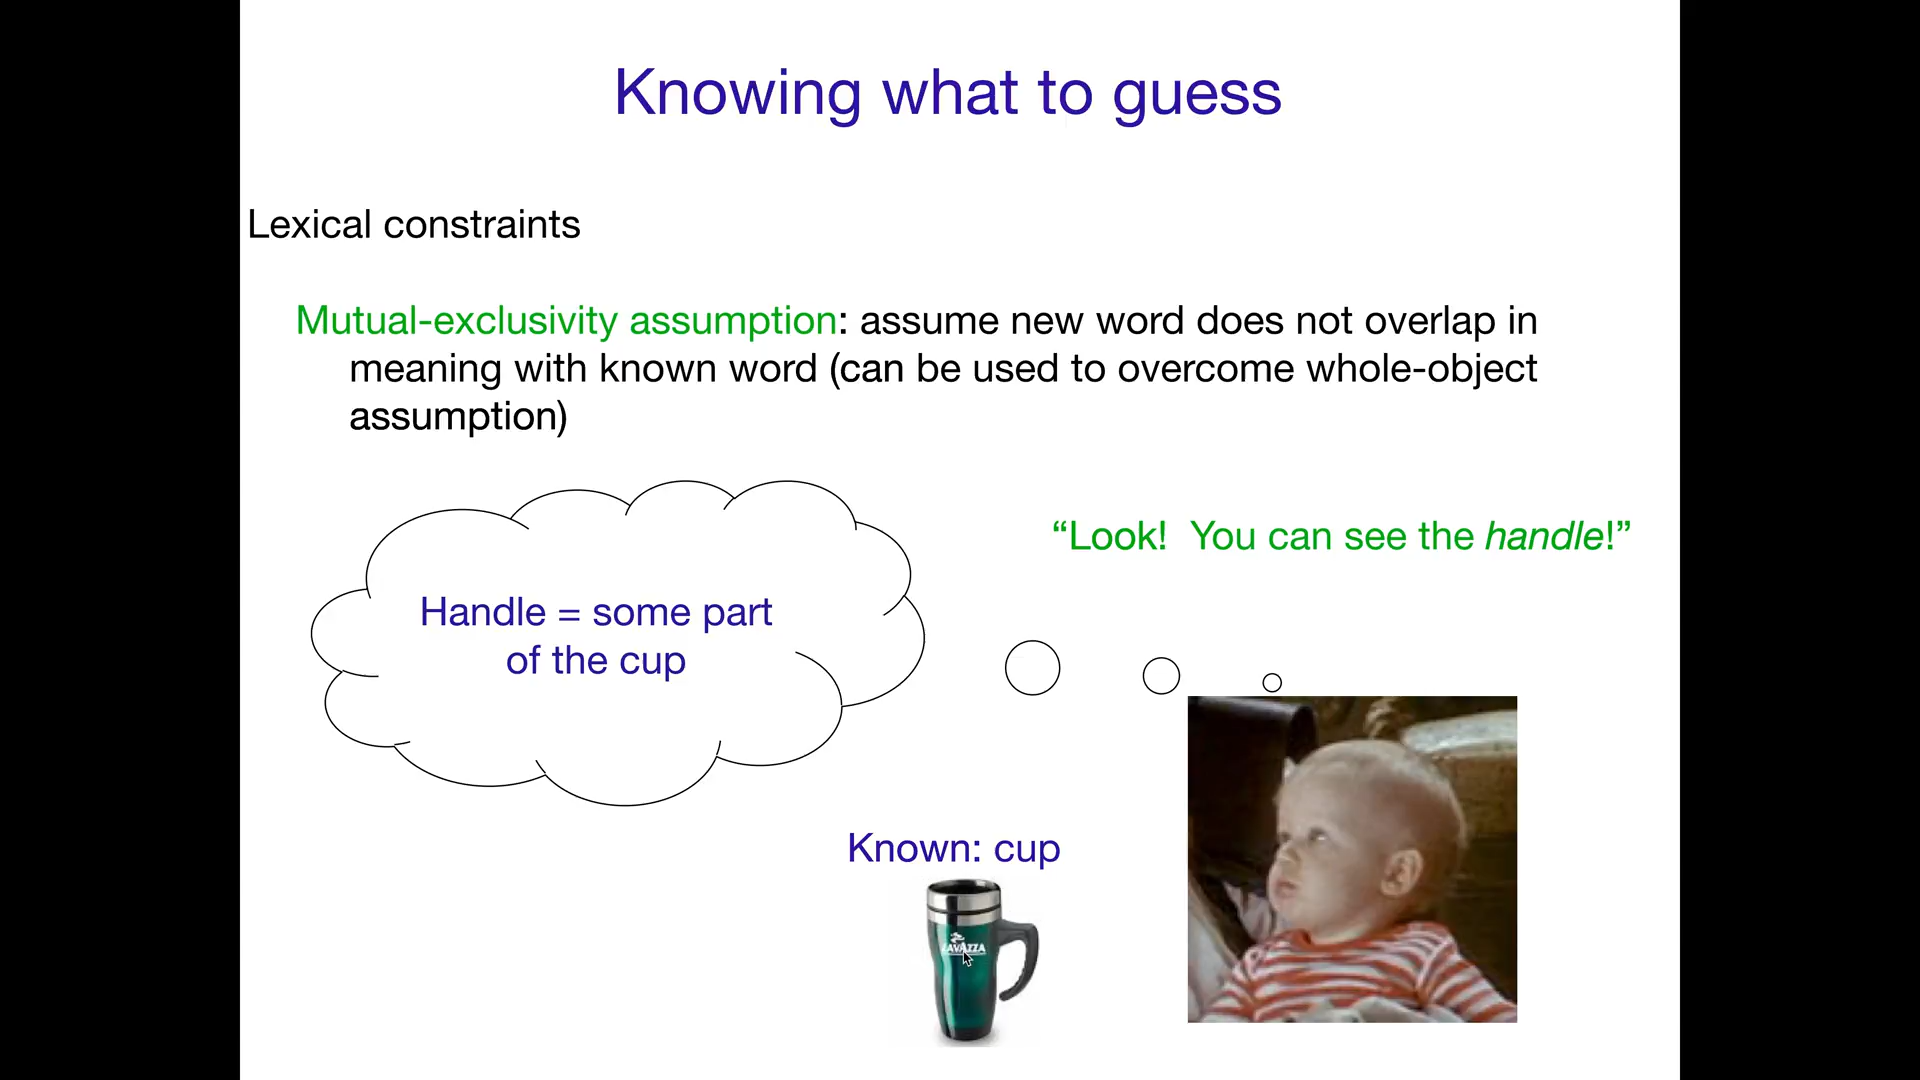 Knowing what to guess
Lexical constraints
Mutual-exclusivity assumption: assume new word does not overlap in
meaning with known word (can be used to overcome whole-object
assumption)
“Look!  You can see the handle!”
Handle = some part
of the cup
Known: cup
LAVAZZA